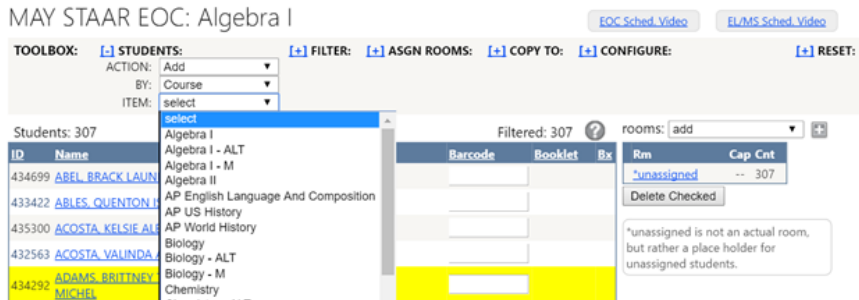 MAY STAAR EOC: Algebra I
EOC Sched. Video
EL/MS Sched. Video
TOOLBOX: [-] STUDENTS: [+] FILTER: [+] ASGN ROOMS: [+] COPY TO: [+] CONFIGURE: [+] RESET:
ACTION: Add
BY: Course
ITEM: select
select
Algebra I
Algebra I - ALT
Algebra I - M
Algebra II
AP English Language And Composition
AP US History
AP World History
Biology
Biology - ALT
Biology - M
Chemistry
Students: 307
Filtered: 307 ?
ID Name Barcode Booklet Bx
434699 ABEL, BRACK LAUN
433422 ABLES, QUENTON
435300 ACOSTA, KELSIE
432563 ACOSTA, VALINDA
434292 ADAMS, BRITTNEY
MICHEL
rooms: add
Rm Cap Cnt
*unassigned -- 307
Delete Checked
*unassigned is not an actual room,
but rather a place holder for
unassigned students.